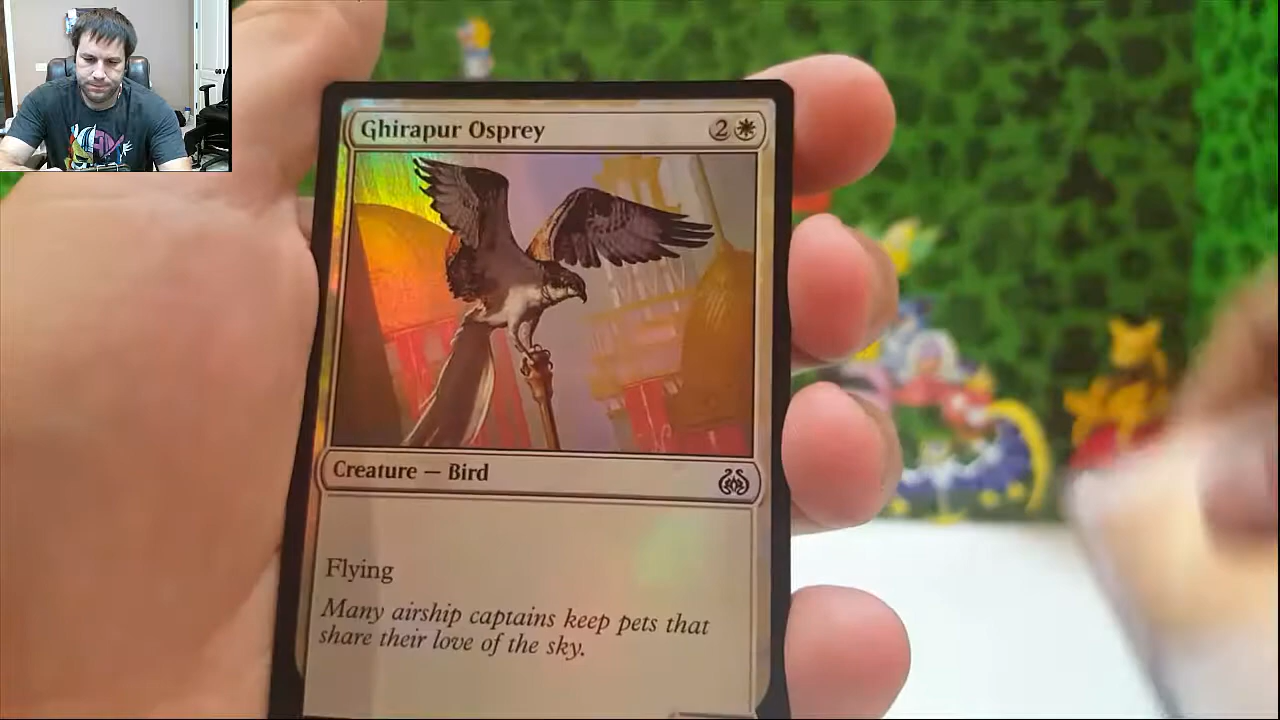 Ghirapur Osprey 2
Creature — Bird
Flying
Many airship captains keep pets that
share their love of the sky.